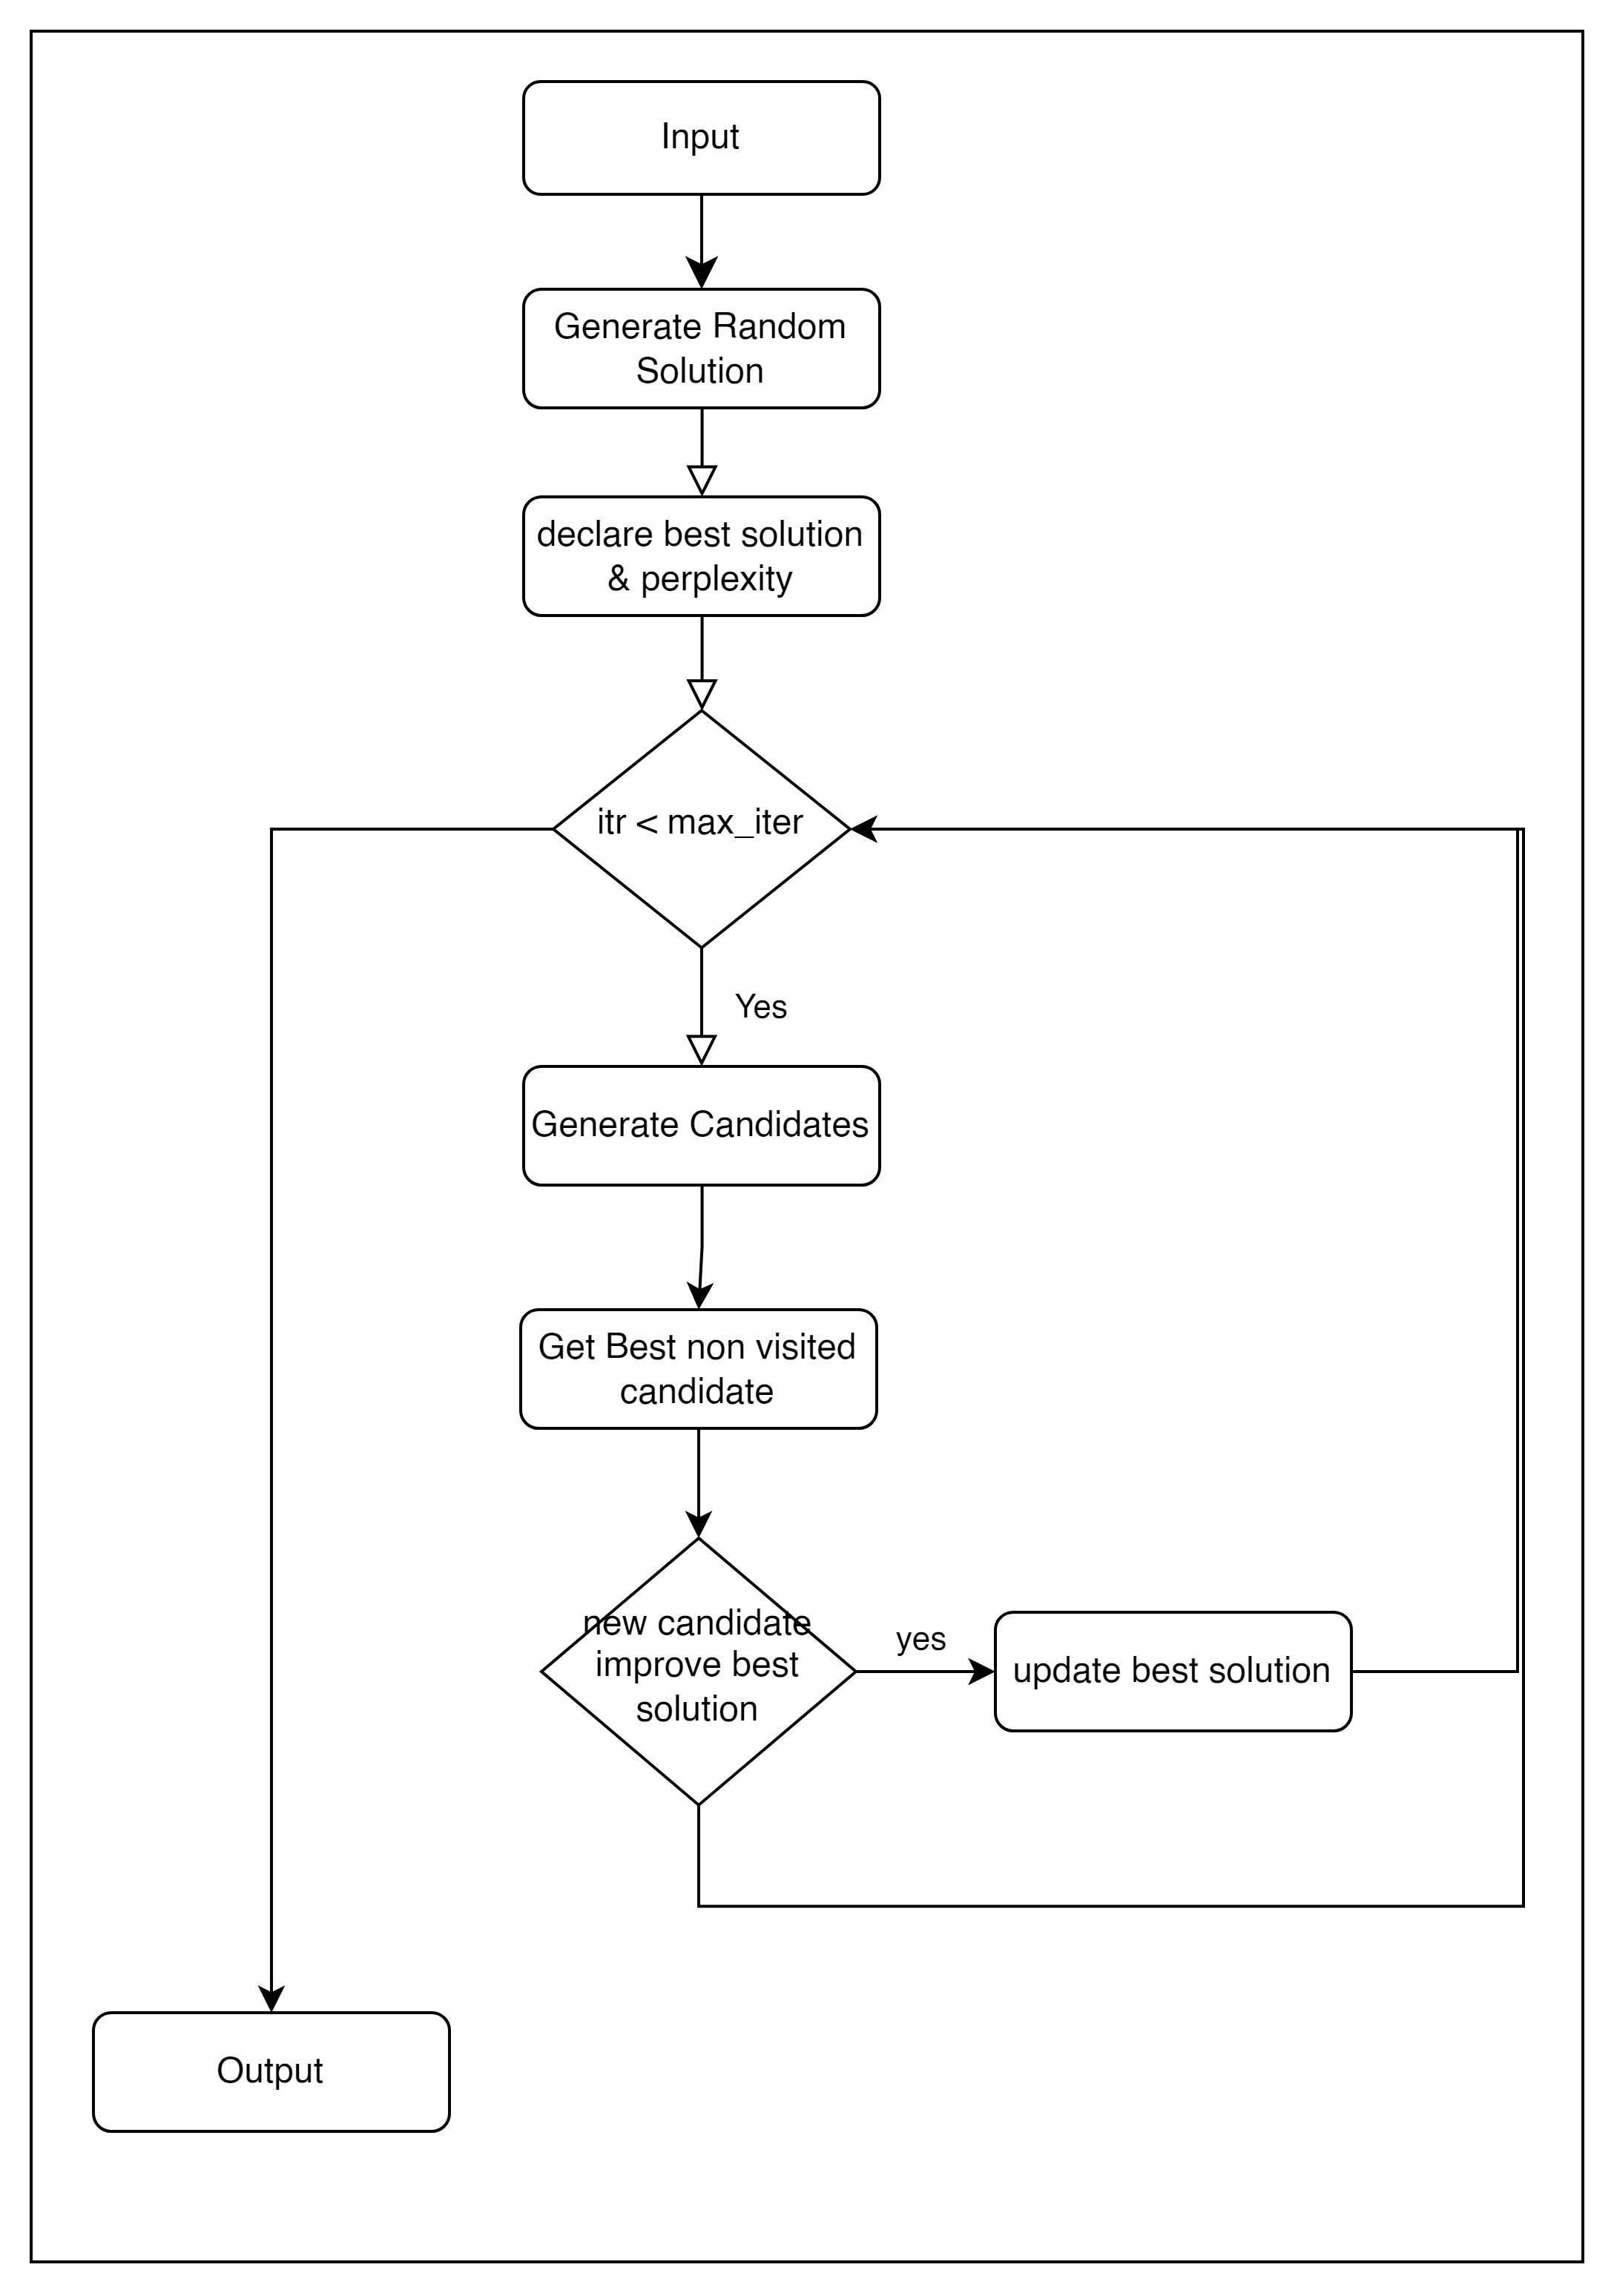 Input
Generate Random
Solution
declare best solution
& perplexity
itr < max_iter
Yes
Generate Candidates
Get Best non visited
candidate
new candidate
improve best
solution
yes
update best solution
Output